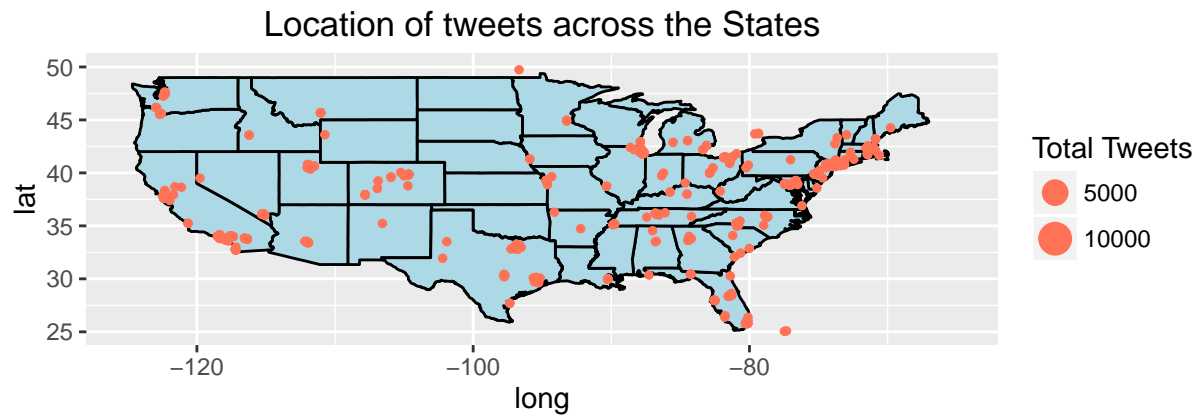 Location of tweets across the States
50
45
40
35
30
25
lat
−120
−100
−80
long
Total Tweets
5000
10000